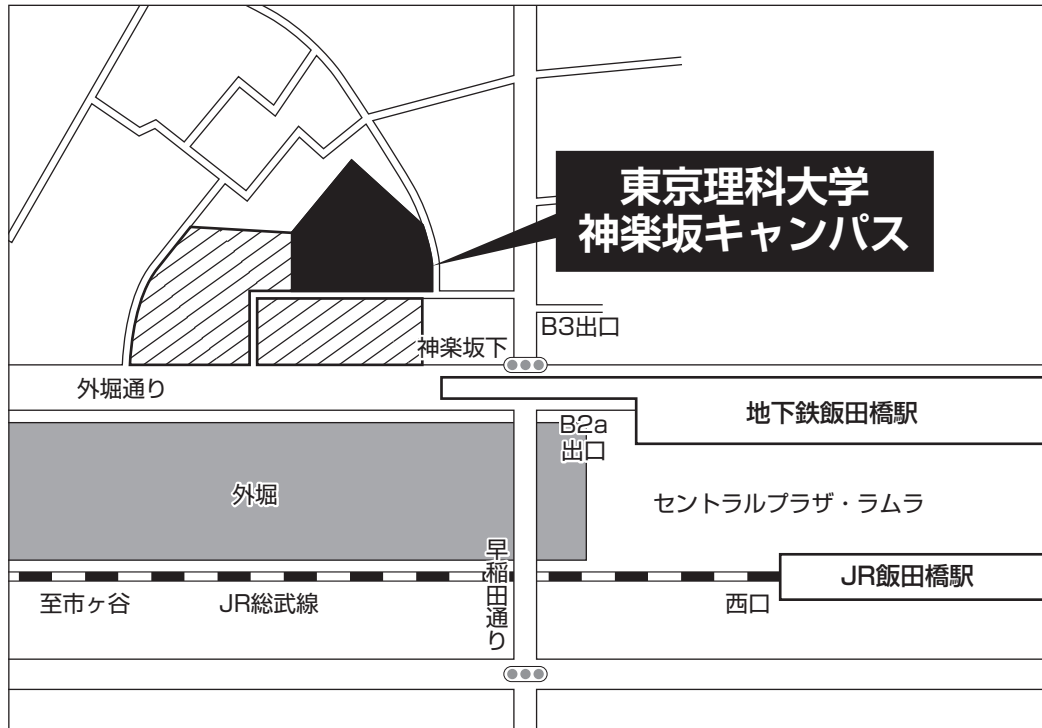 東京理科大学
神楽坂キャンパス
B3出口
神楽坂下
外堀通り
地下鉄飯田橋駅
B2a
出口
外堀
セントラルプラザ・ラムラ
早稲田通り
JR飯田橋駅
至市ヶ谷
JR総武線
西口